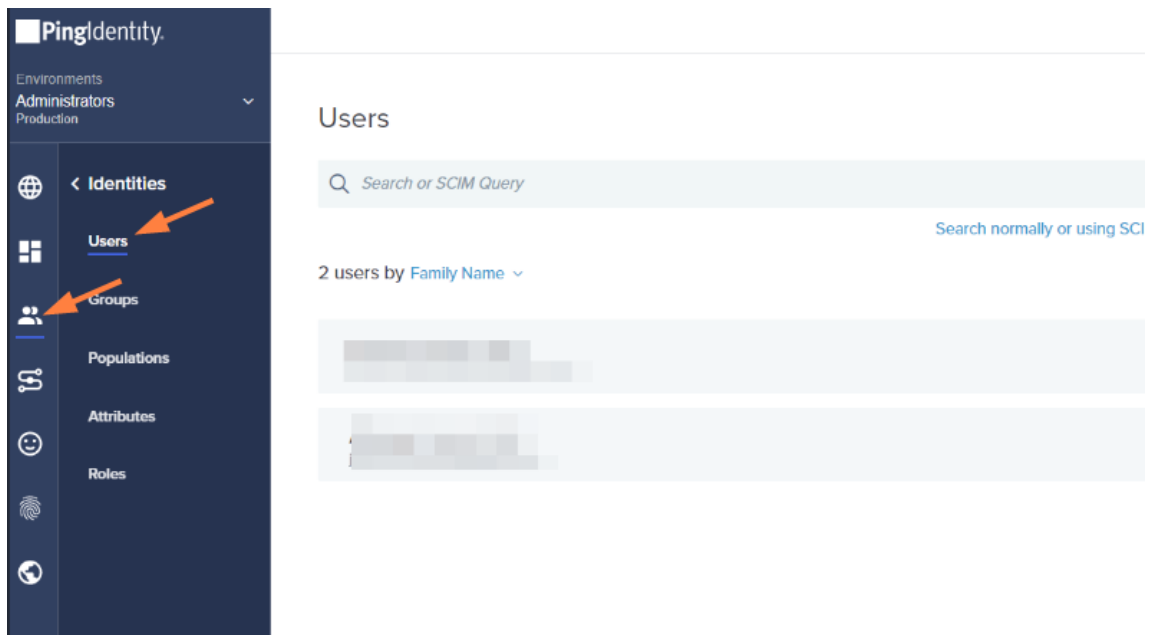 PingIdentity.
Environments
Administrators
Production
Identities
Users
Groups
Populations
Attributes
Roles
Users
Search or SCIM Query
Search normally or using SCI
2 users by Family Name